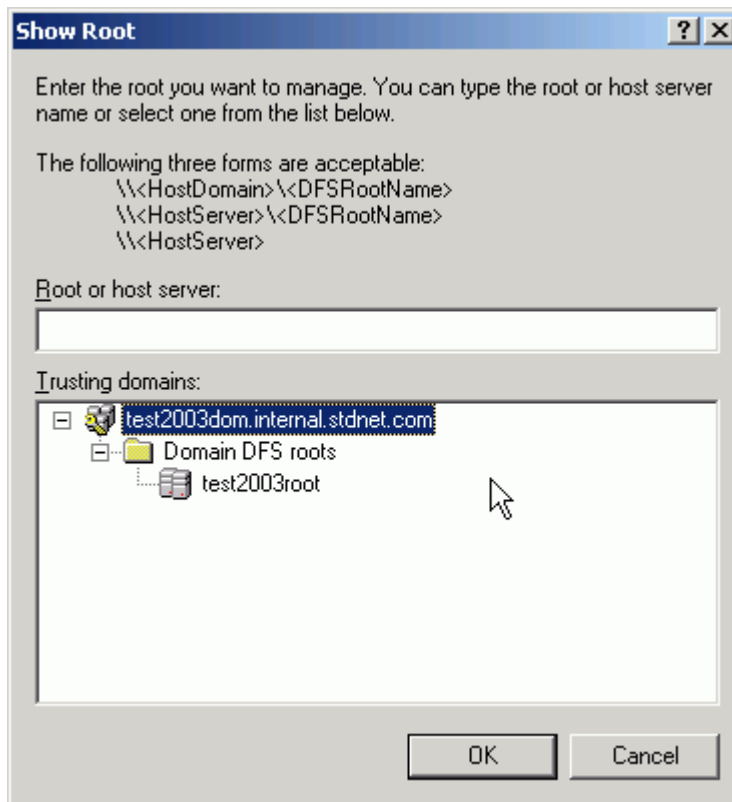 Show Root
Enter the root you want to manage. You can type the root or host server
name or select one from the list below.
The following three forms are acceptable:
\\<HostDomain>\<DFSRootName>
\\<HostServer>\<DFSRootName>
\\<HostServer>
Root or host server:
Trusting domains:
test2003dom.internal.stdnet.com
Domain DFS roots
test2003root
OK Cancel